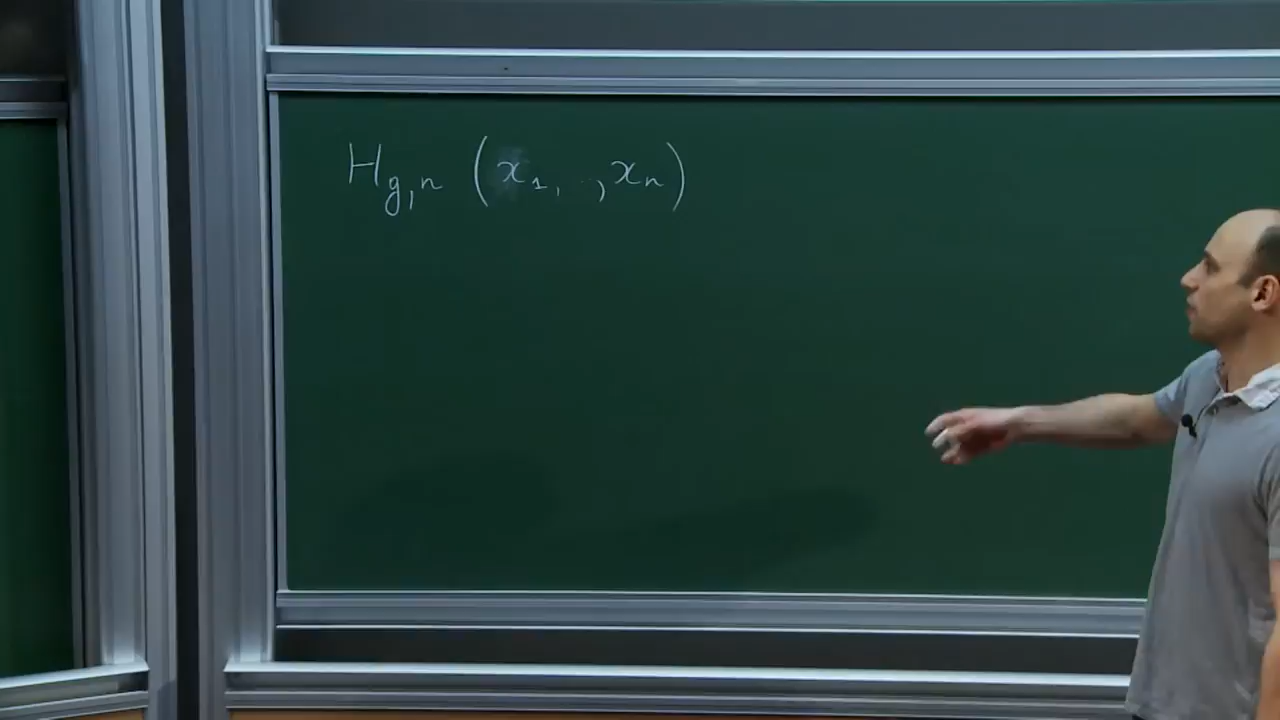 H_{g,n} (x_1, .., x_n)